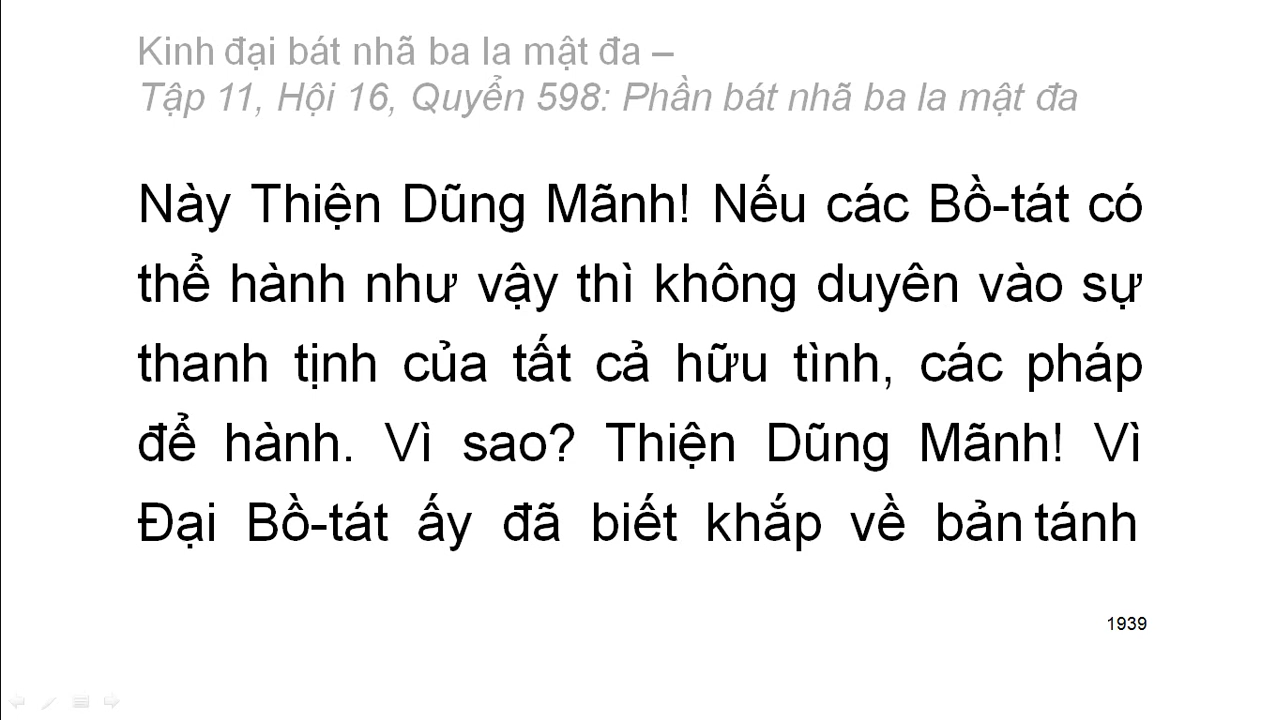 Kinh đại bát nhã ba la mật đa –
Tập 11, Hội 16, Quyển 598: Phần bát nhã ba la mật đa
Này Thiện Dũng Mãnh! Nếu các Bồ-tát có
thể hành như vậy thì không duyên vào sự
thanh tịnh của tất cả hữu tình, các pháp
để hành. Vì sao? Thiện Dũng Mãnh! Vì
Đại Bồ-tát ấy đã biết khắp về bản tánh
1939